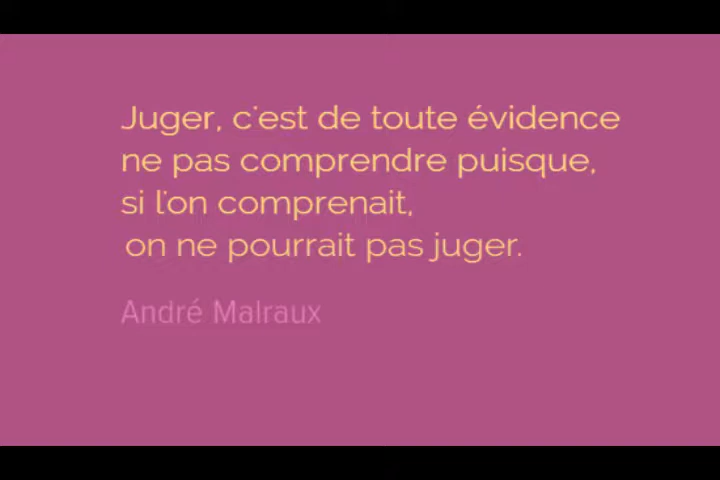 Juger, c'est de toute évidence
ne pas comprendre puisque,
si l'on comprenait,
on ne pourrait pas juger.
André Malraux